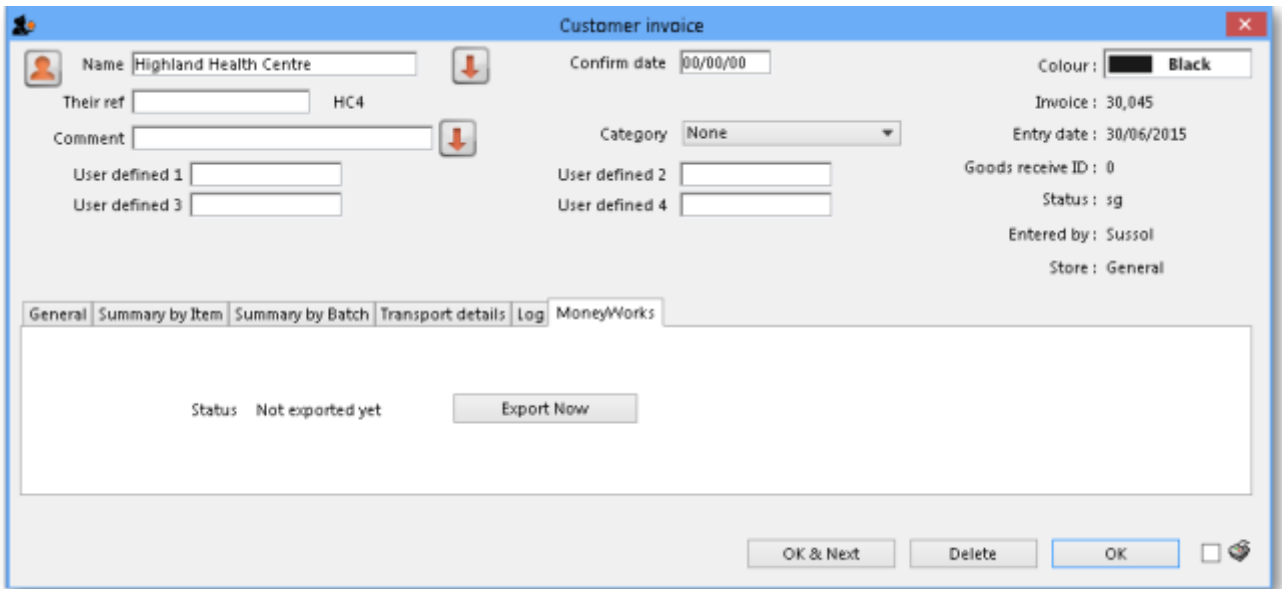 Customer invoice
Name Highland Health Centre Confirm date 00/00/00 Colour: Black
Their ref HC4 Invoice: 30,045
Comment Category None Entry date: 30/06/2015
User defined 1 User defined 2 Goods receive ID: 0
User defined 3 User defined 4 Status: sg
Entered by: Sussol
Store: General
General Summary by Item Summary by Batch Transport details Log MoneyWorks
Status Not exported yet Export Now
OK & Next Delete OK